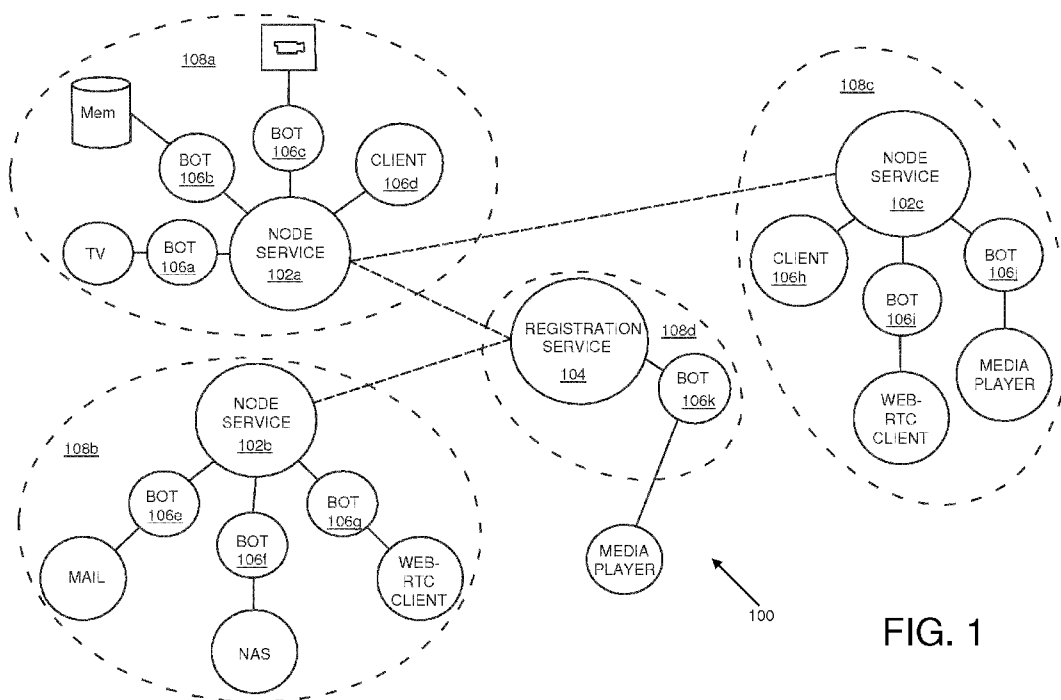 108a
Mem
BOT
106c
BOT
106b
CLIENT
106d
TV
BOT
106a
NODE
SERVICE
102a
108c
NODE
SERVICE
102c
CLIENT
106h
BOT
106i
BOT
106j
WEB-
RTC
CLIENT
MEDIA
PLAYER
REGISTRATION
SERVICE
104
108d
BOT
106k
MEDIA
PLAYER
108b
NODE
SERVICE
102b
BOT
106e
BOT
106f
BOT
106g
MAIL
NAS
WEB-
RTC
CLIENT
100
FIG. 1